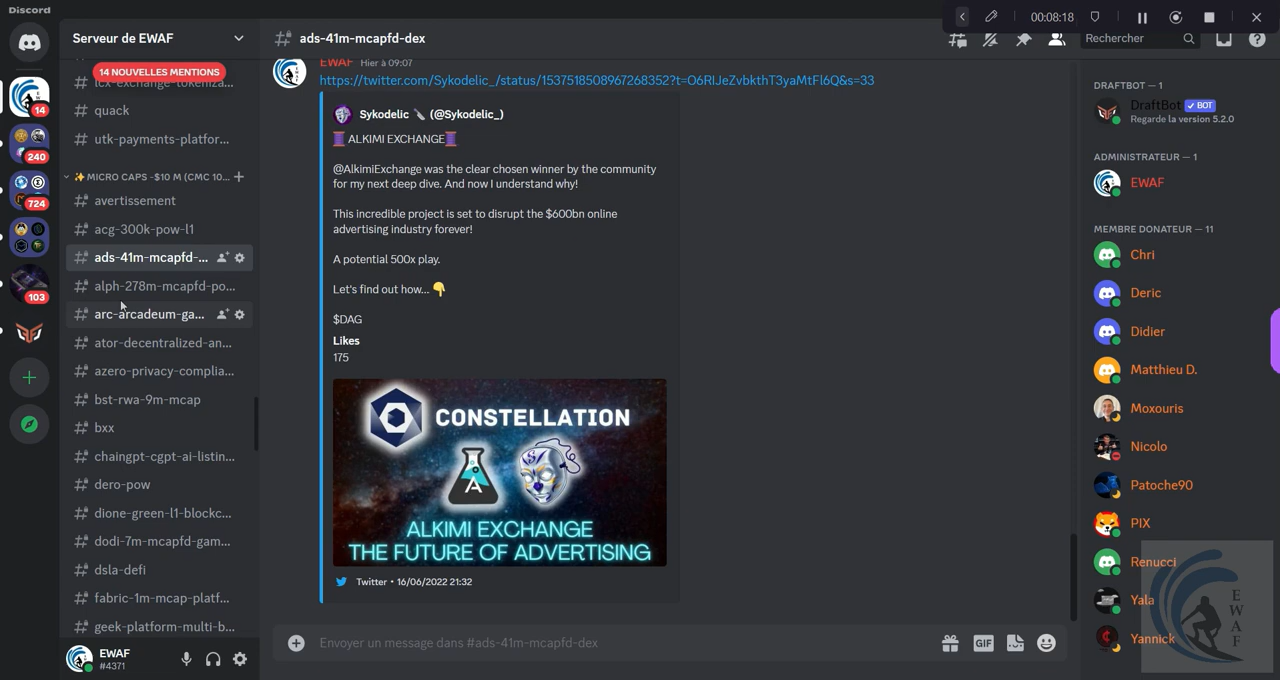 Discord
00:08:18
Serveur de EWAF
ads-41m-mcapfd-dex
Rechercher
14 NOUVELLES MENTIONS
lcx-exchange-tokeniza...
quack
utk-payments-platfor...
✨MICRO CAPS -$10 M (CMC 10...
avertissement
acg-300k-pow-l1
ads-41m-mcapfd-...
alph-278m-mcapfd-po...
arc-arcadeum-ga...
ator-decentralized-an...
azero-privacy-complia...
bst-rwa-9m-mcap
bxx
chaingpt-cgpt-ai-listin...
dero-pow
dione-green-l1-blockc...
dodi-7m-mcapfd-gam...
dsla-defi
fabric-1m-mcap-platf...
geek-platform-multi-b...
14
240
724
103
EWAF
#4371
EWAF Hier à 09:07
https://twitter.com/Sykodelic_/status/1537518508967268352?t=O6RlJeZvbkthT3yaMtFl6Q&s=33
Sykodelic (@Sykodelic_)
ALKIMI EXCHANGE
@AlkimiExchange was the clear chosen winner by the community
for my next deep dive. And now I understand why!
This incredible project is set to disrupt the $600bn online
advertising industry forever!
A potential 500x play.
Let's find out how... 👇
$DAG
Likes
175
CONSTELLATION
A
ALKIMI EXCHANGE
THE FUTURE OF ADVERTISING
Twitter • 16/06/2022 21:32
Envoyer un message dans #ads-41m-mcapfd-dex
GIF
DRAFTBOT — 1
DraftBot ✓ BOT
Regarde la version 5.2.0
ADMINISTRATEUR — 1
EWAF
MEMBRE DONATEUR — 11
Chri
Deric
Didier
Matthieu D.
Moxouris
Nicolo
Patoche90
PIX
Renucci
Yala
Yannick
EWAF